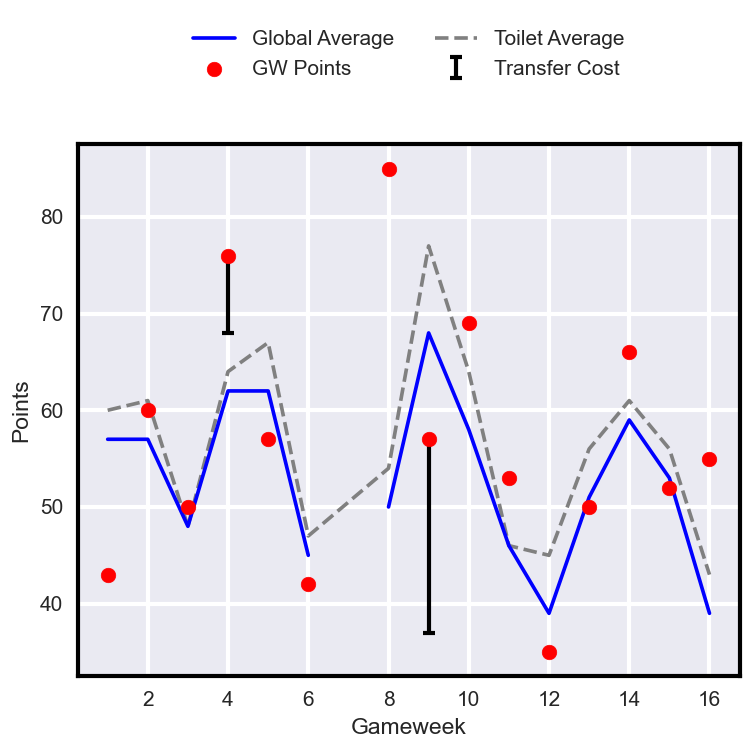 Global Average
Toilet Average
GW Points
Transfer Cost
80
70
60
50
40
Points
2 4 6 8 10 12 14 16
Gameweek